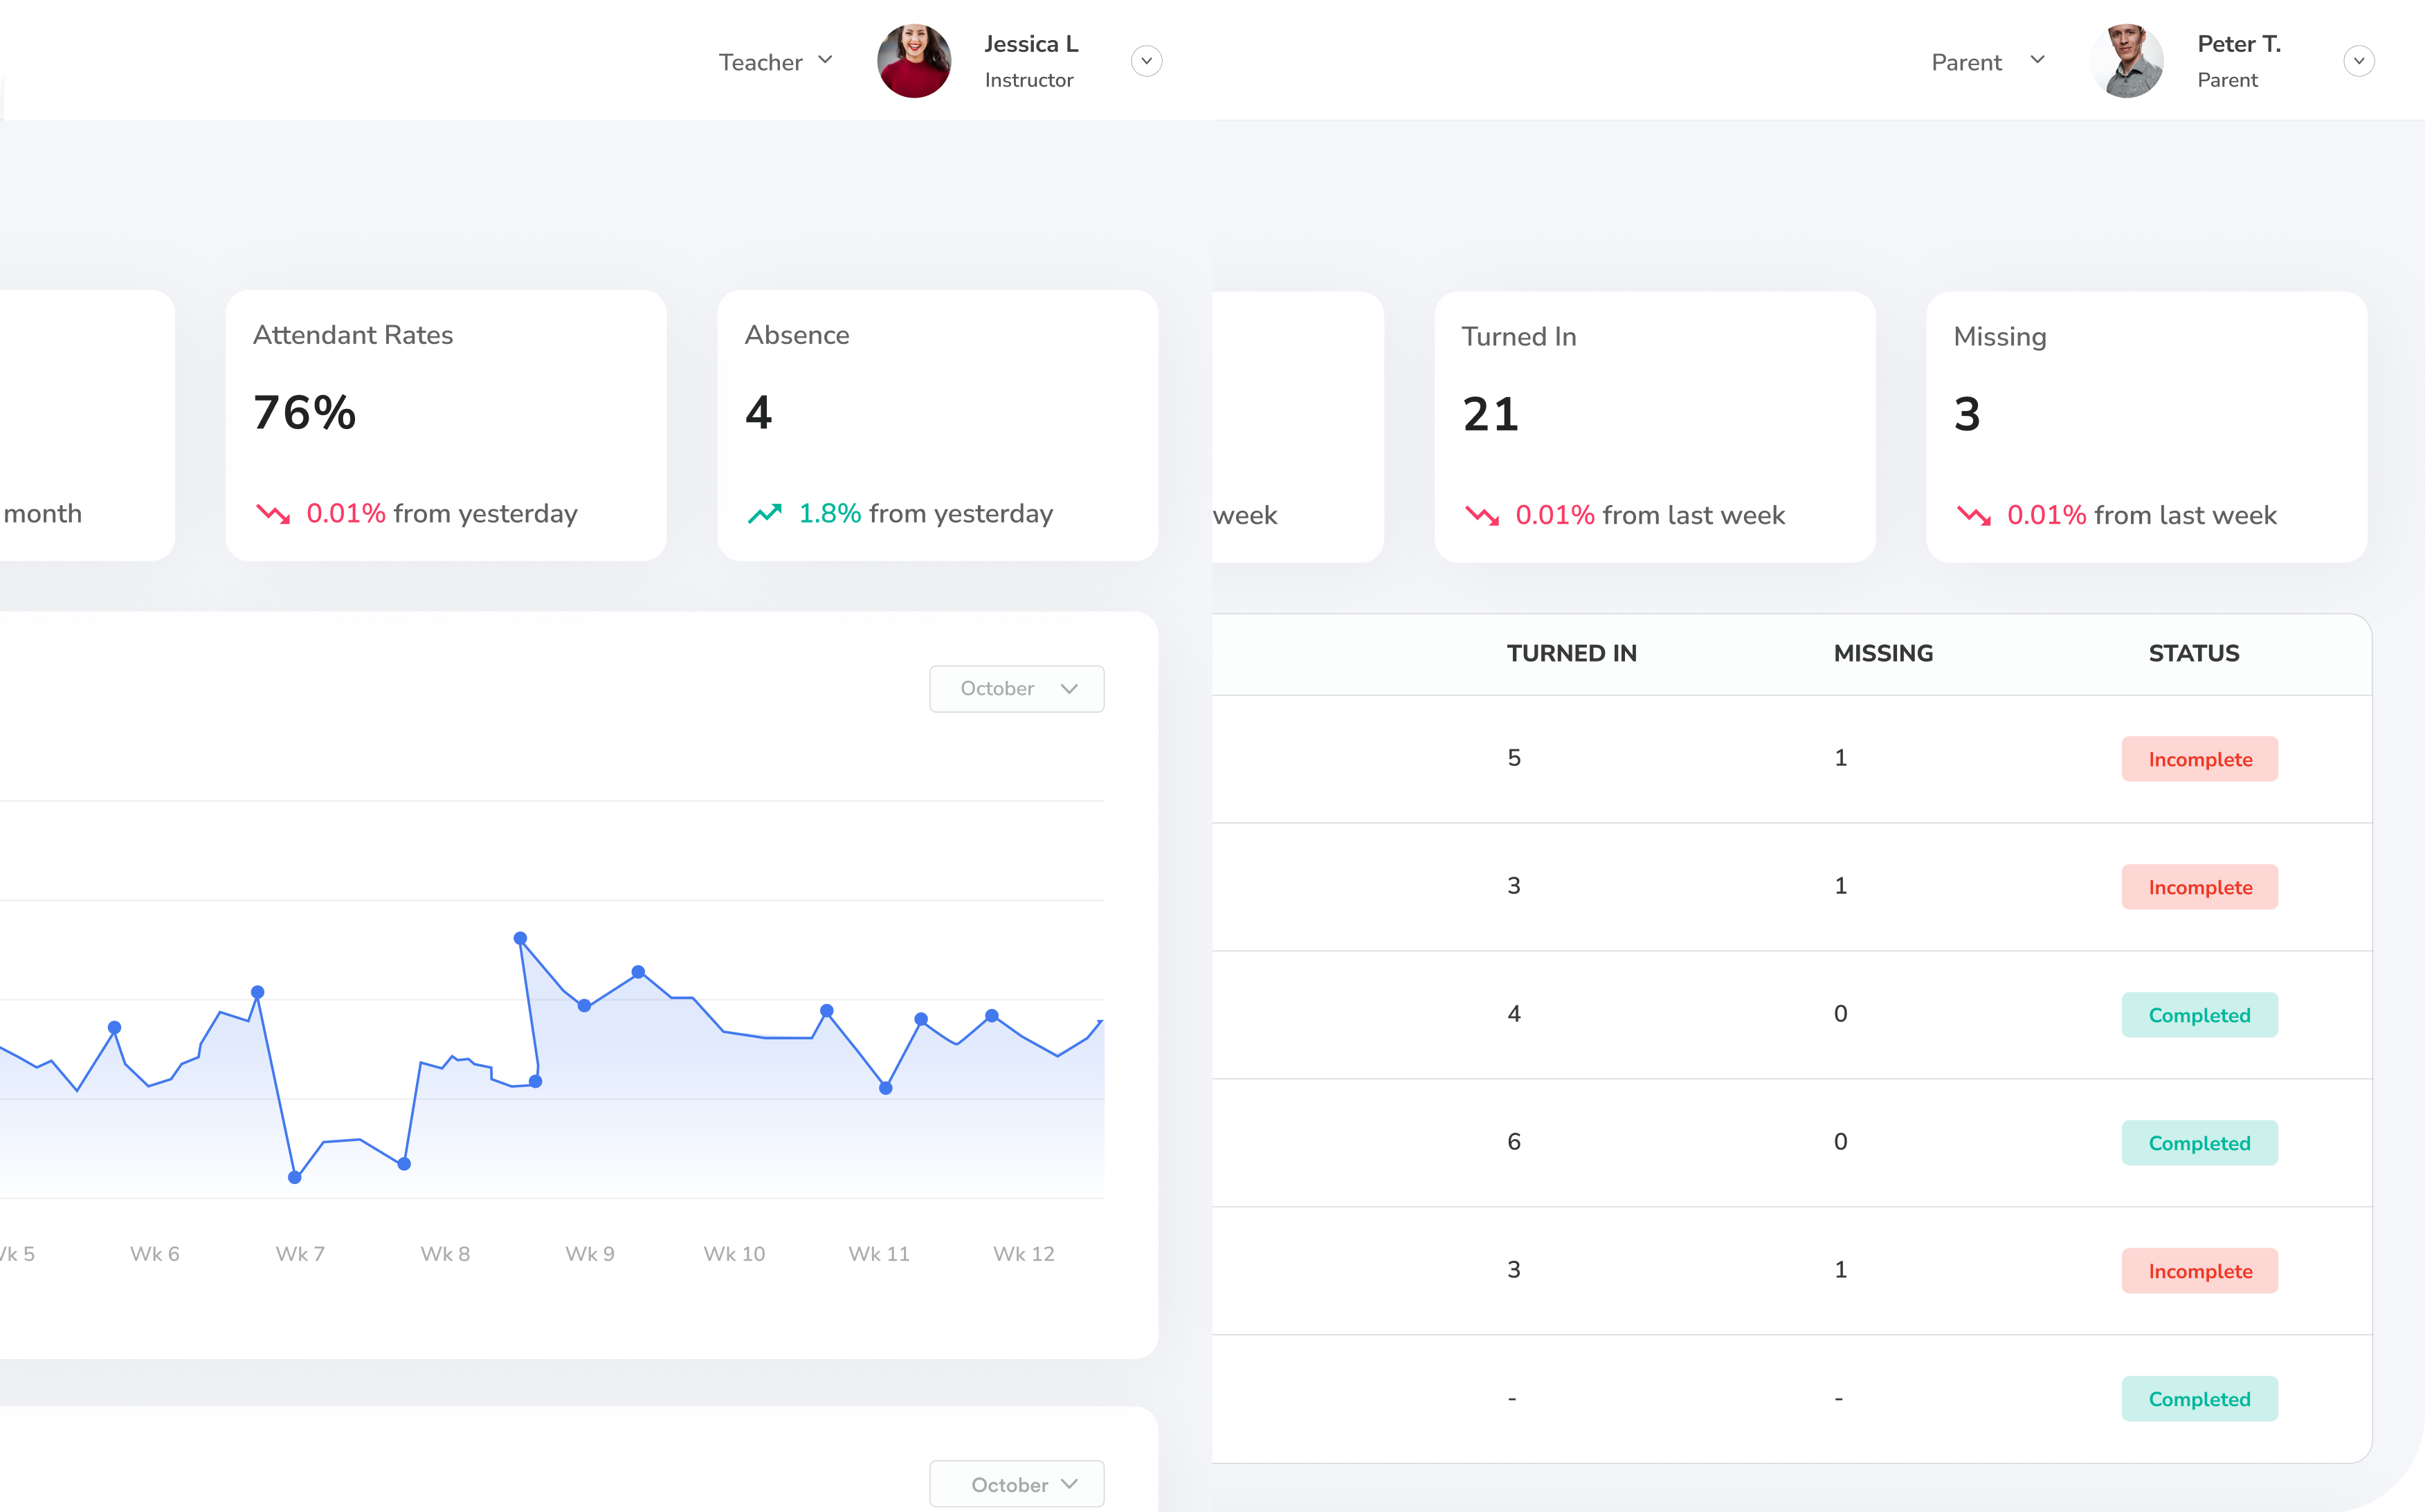 Teacher
Jessica L
Instructor
month
Attendant Rates
76%
0.01% from yesterday
Absence
4
1.8% from yesterday
October
Wk 5
Wk 6
Wk 7
Wk 8
Wk 9
Wk 10
Wk 11
Wk 12
October
Parent
Peter T.
Parent
week
Turned In
21
0.01% from last week
Missing
3
0.01% from last week
TURNED IN MISSING STATUS
5 1 Incomplete
3 1 Incomplete
4 0 Completed
6 0 Completed
3 1 Incomplete
- - Completed